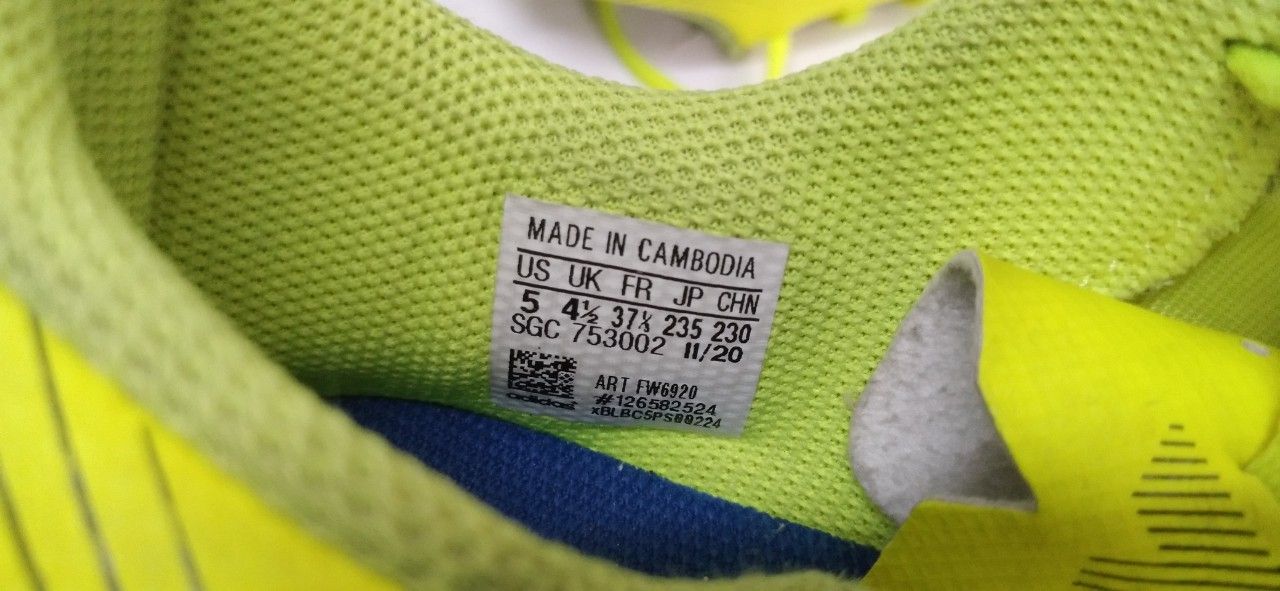 MADE IN CAMBODIA
US UK FR JP CHN
5 4½ 37⅓ 235 230
SGC 753002 11/20
ART FW6920
adidas #126582524
xBLBC5PS00224